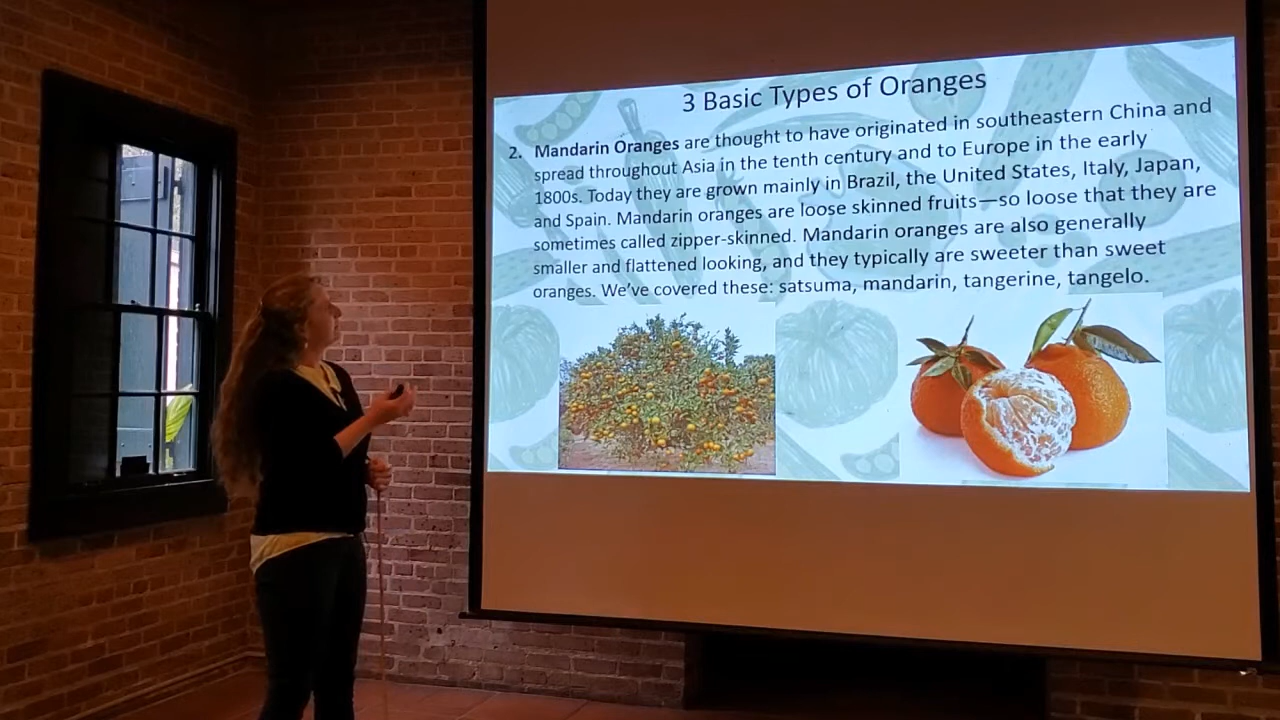 3 Basic Types of Oranges
2. Mandarin Oranges are thought to have originated in southeastern China and
spread throughout Asia in the tenth century and to Europe in the early
1800s. Today they are grown mainly in Brazil, the United States, Italy, Japan,
and Spain. Mandarin oranges are loose skinned fruits—so loose that they are
sometimes called zipper-skinned. Mandarin oranges are also generally
smaller and flattened looking, and they typically are sweeter than sweet
oranges. We've covered these: satsuma, mandarin, tangerine, tangelo.